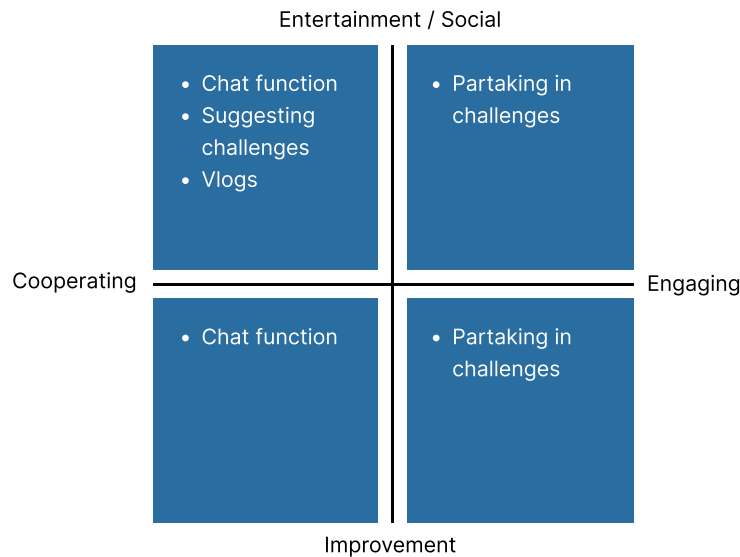 Entertainment / Social
• Chat function
• Suggesting
challenges
• Vlogs
• Partaking in
challenges
Cooperating
Engaging
• Chat function
• Partaking in
challenges
Improvement